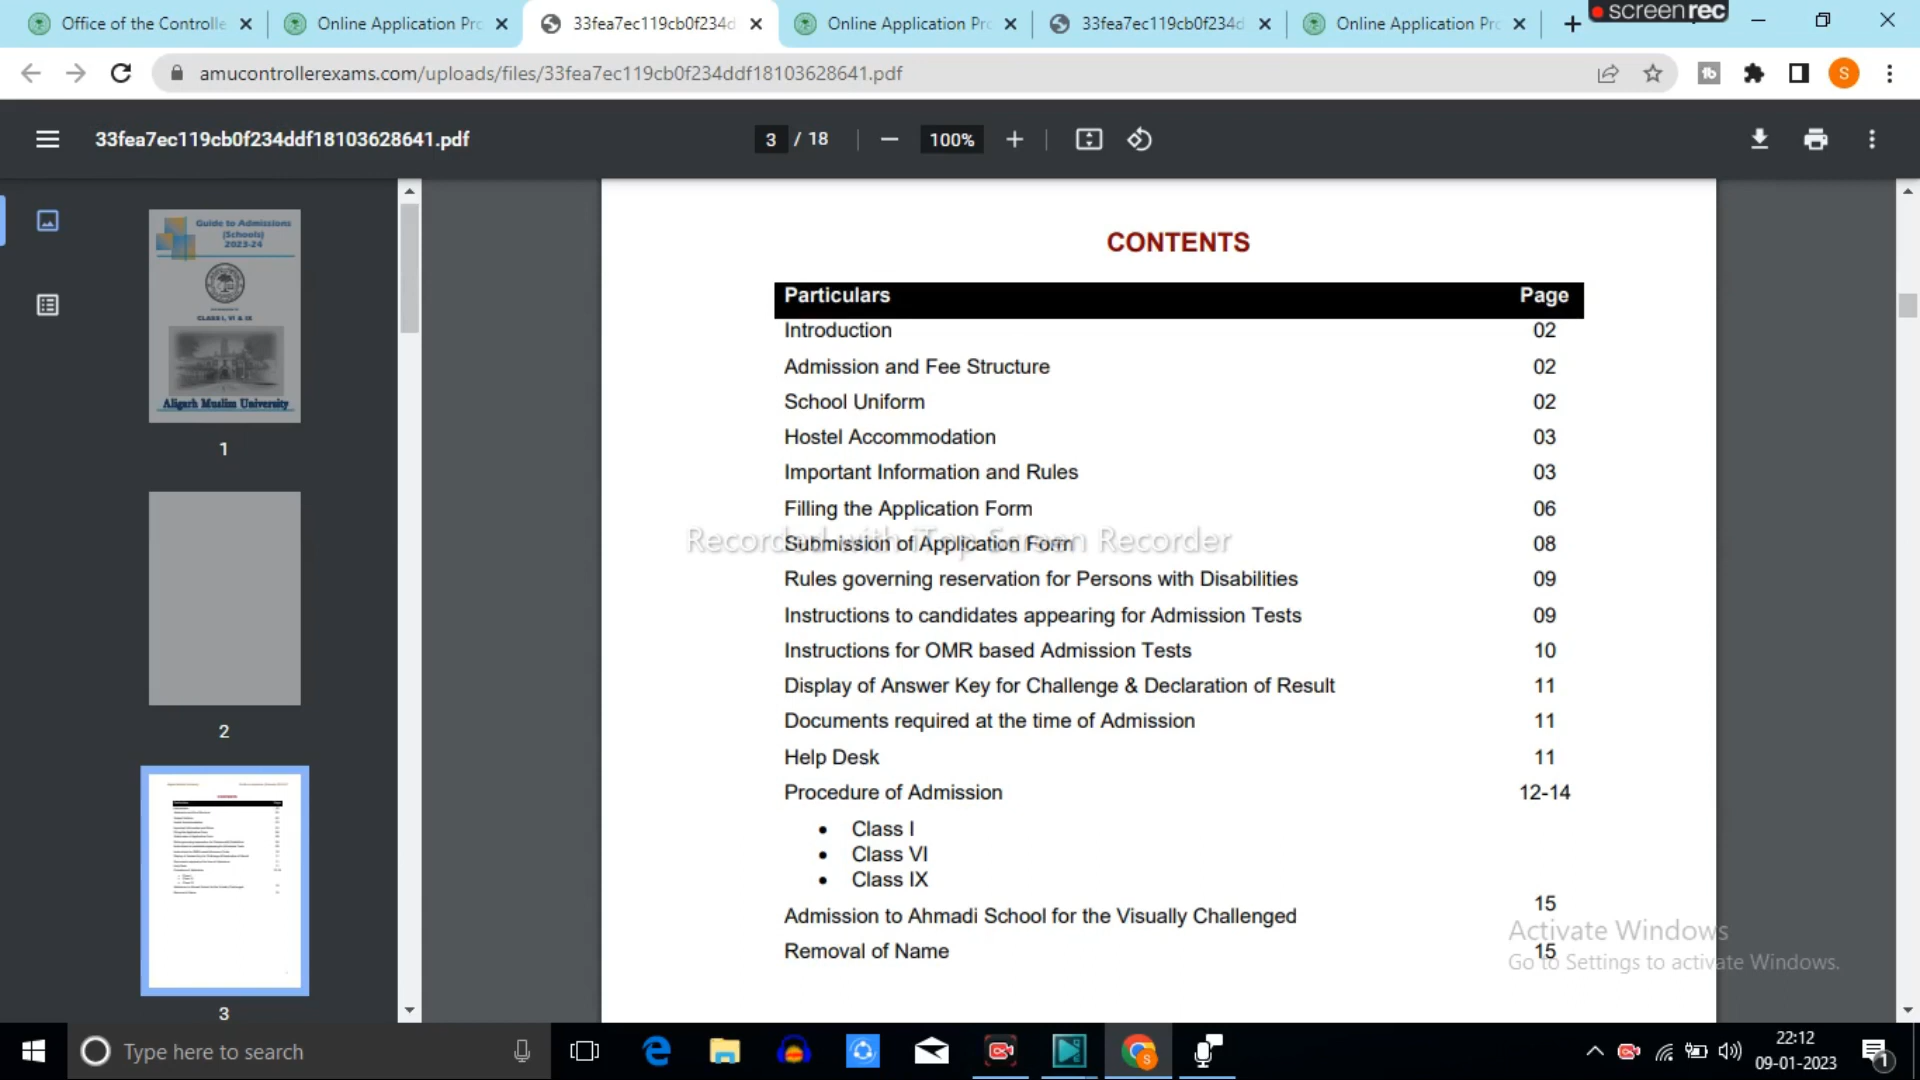 Office of the Controlle
Online Application Pro
33fea7ec119cb0f234d
Online Application Pro
33fea7ec119cb0f234d
Online Application Pro
screenrec
amucontrollerexams.com/uploads/files/33fea7ec119cb0f234ddf18103628641.pdf
S
33fea7ec119cb0f234ddf18103628641.pdf
3 / 18
100%
Guide to Admissions
(Schools)
2023-24
CLASS I, VI & IX
Aligarh Muslim University
1
2
3
CONTENTS
Particulars Page
Introduction 02
Admission and Fee Structure 02
School Uniform 02
Hostel Accommodation 03
Important Information and Rules 03
Filling the Application Form 06
Recorded with iTop Screen Recorder
Submission of Application Form 08
Rules governing reservation for Persons with Disabilities 09
Instructions to candidates appearing for Admission Tests 09
Instructions for OMR based Admission Tests 10
Display of Answer Key for Challenge & Declaration of Result 11
Documents required at the time of Admission 11
Help Desk 11
Procedure of Admission 12-14
• Class I
• Class VI
• Class IX
Admission to Ahmadi School for the Visually Challenged 15
Removal of Name 15
Activate Windows
Go to Settings to activate Windows.
Type here to search
S
22:12
09-01-2023
1